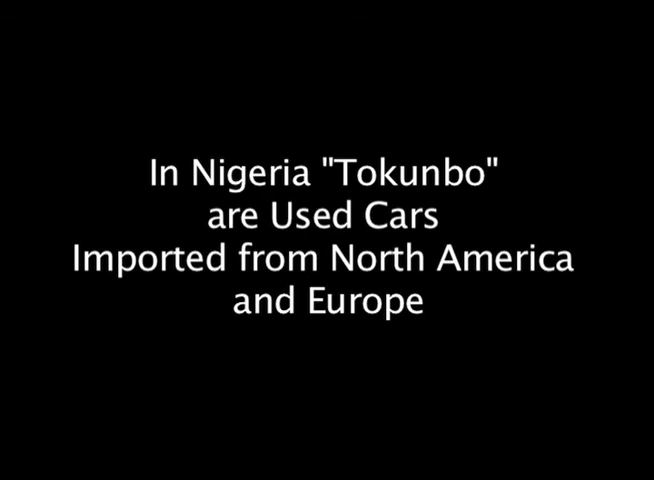 In Nigeria "Tokunbo"
are Used Cars
Imported from North America
and Europe